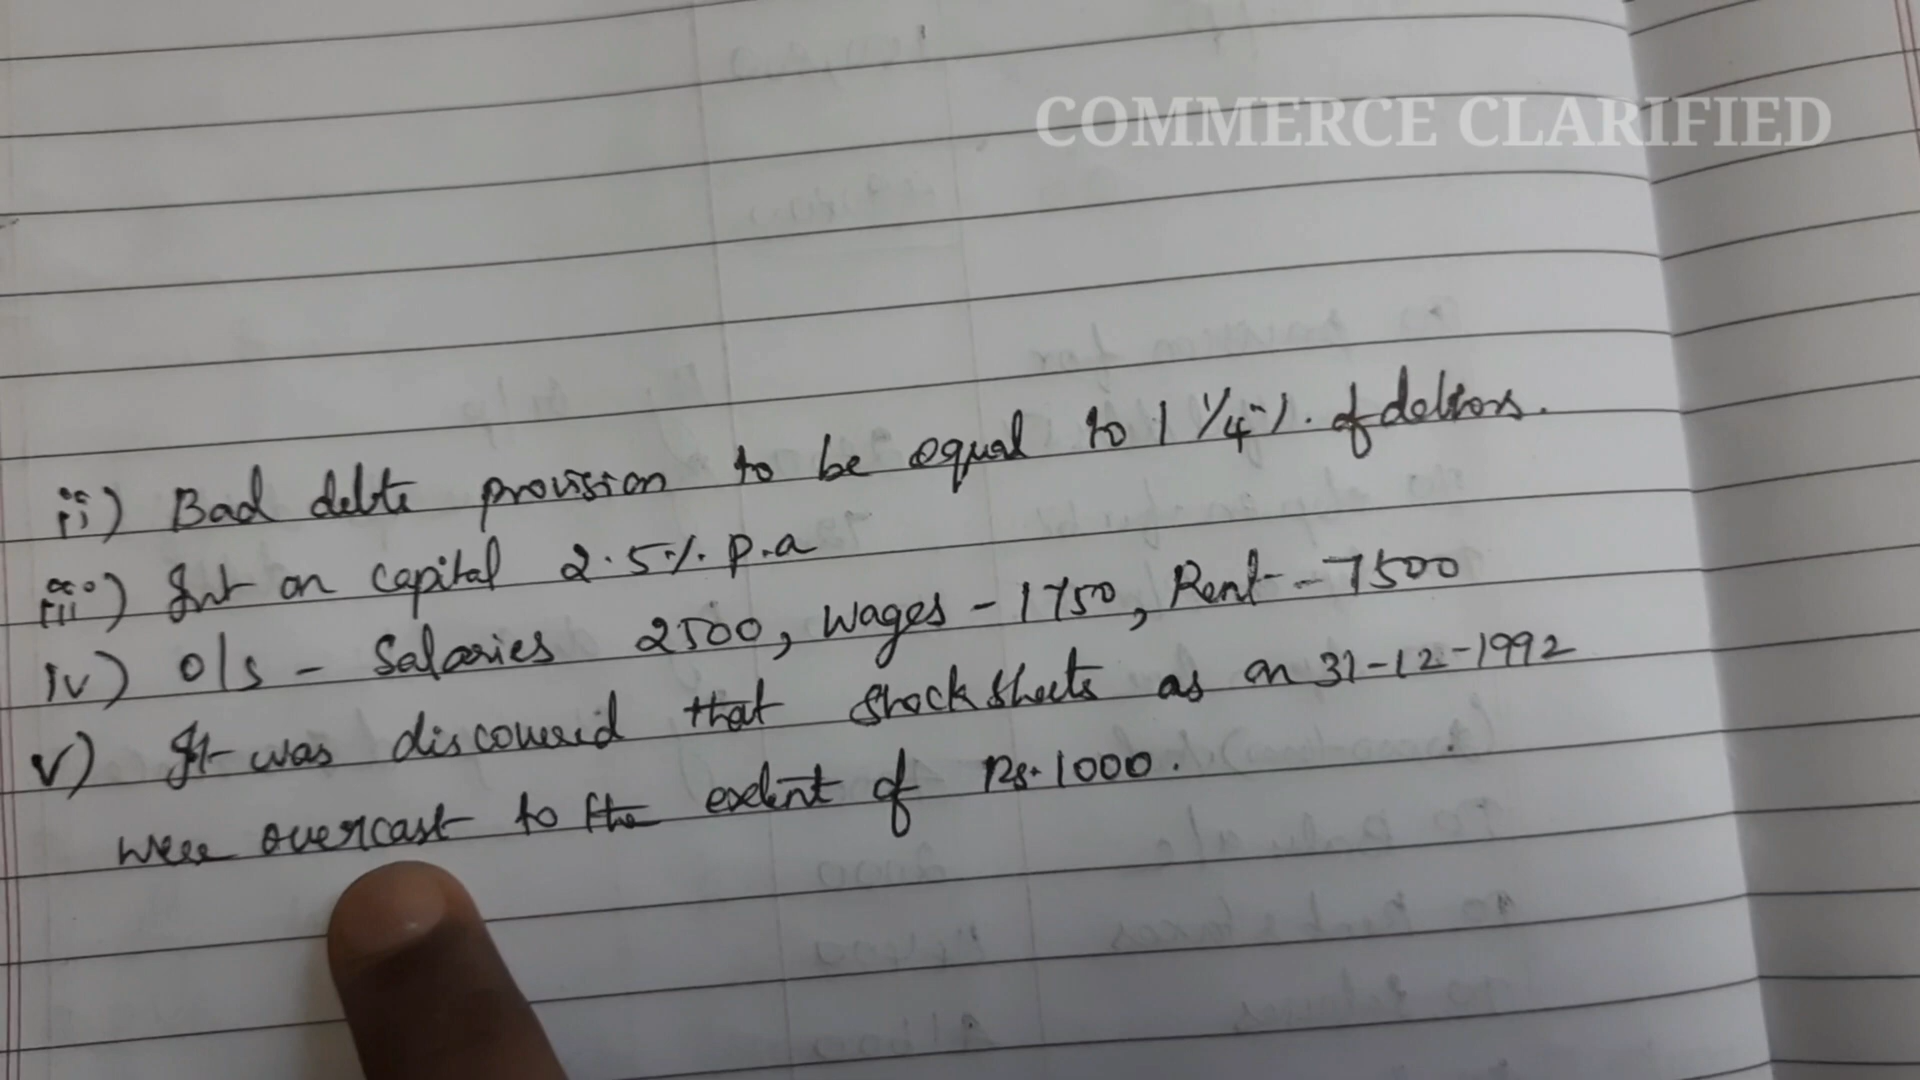 COMMERCE CLARIFIED
ii) Bad debts provision to be equal to 1 1/4 %. of debtors.
iii) Int on capital 2.5%. p.a
iv) O/s - Salaries 2500, Wages - 1750, Rent - 7500
v) It was discovered that stock sheets as on 31-12-1992
were overcast to the extent of Rs. 1000.